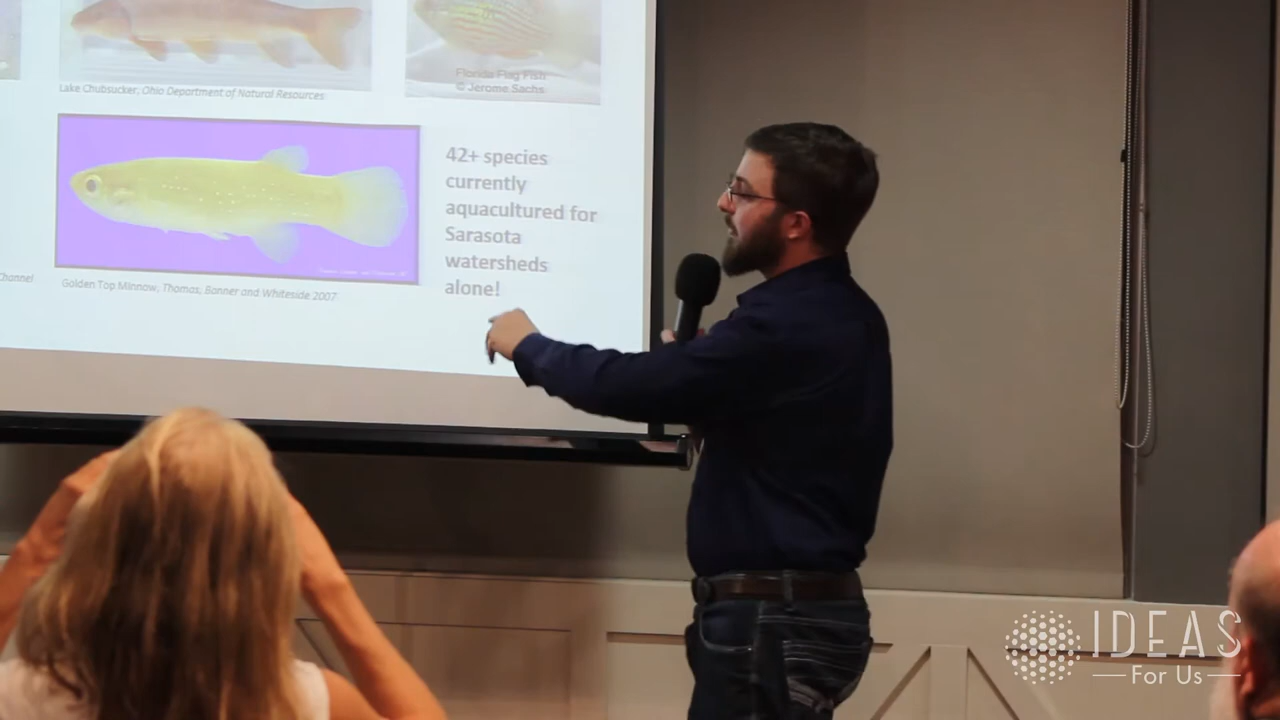 Florida Flag Fish
© Jerome Sachs
Lake Chubsucker, Ohio Department of Natural Resources
42+ species
currently
aquacultured for
Sarasota
watersheds
alone!
Channel
Golden Top Minnow, Thomas, Bonner and Whiteside 2007
IDEAS
For Us